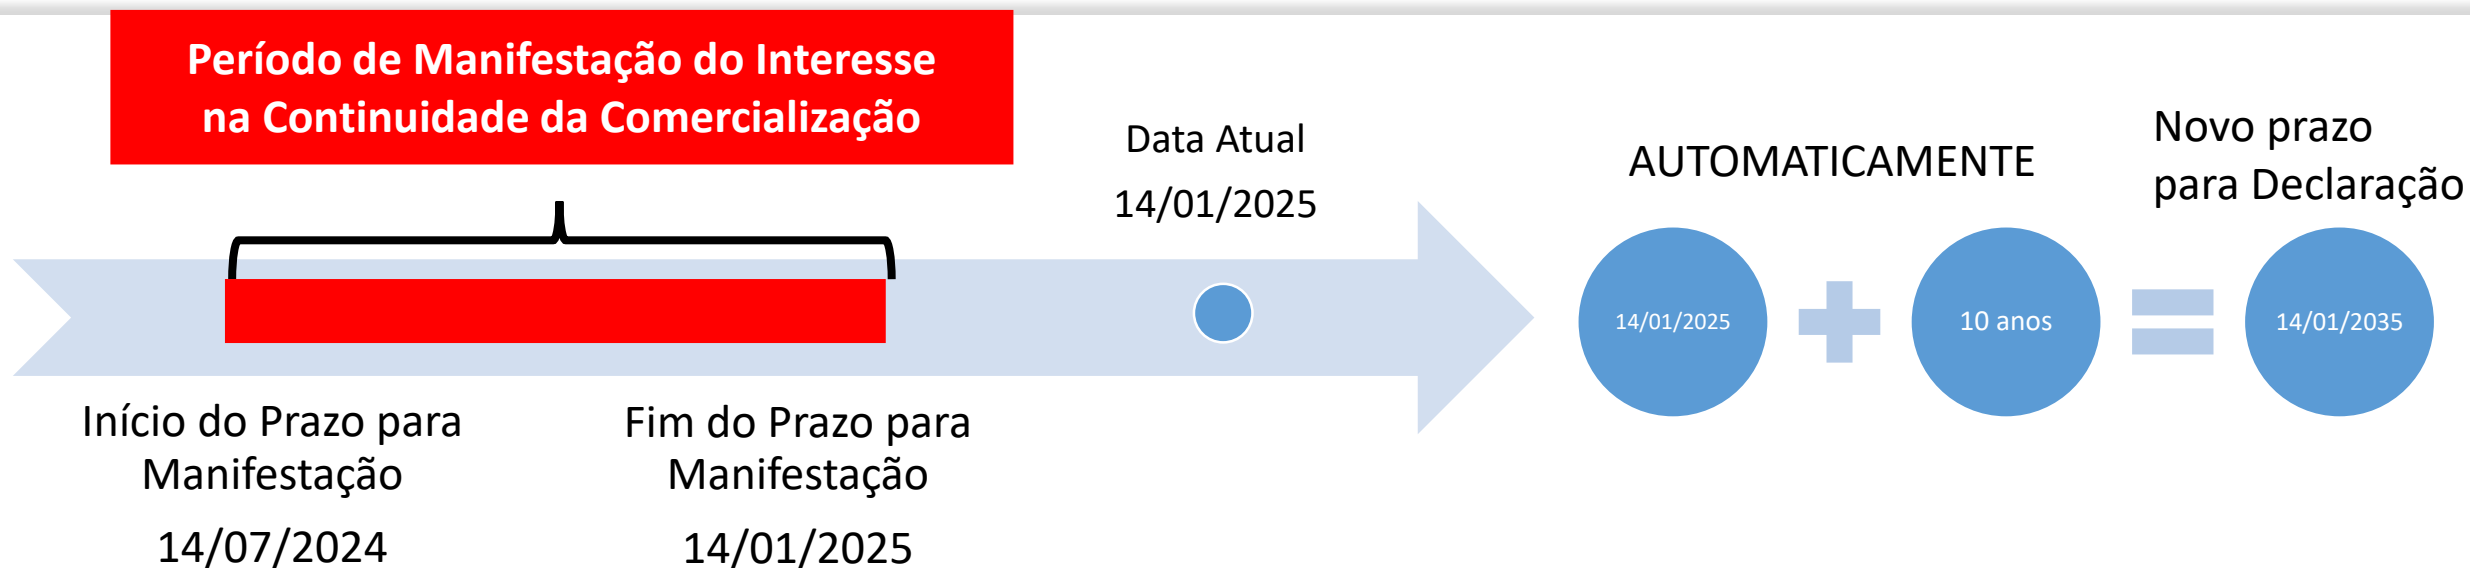 Período de Manifestação do Interesse
na Continuidade da Comercialização
Data Atual
14/01/2025
AUTOMATICAMENTE
Novo prazo
para Declaração
14/01/2025
10 anos
14/01/2035
Início do Prazo para
Manifestação
14/07/2024
Fim do Prazo para
Manifestação
14/01/2025